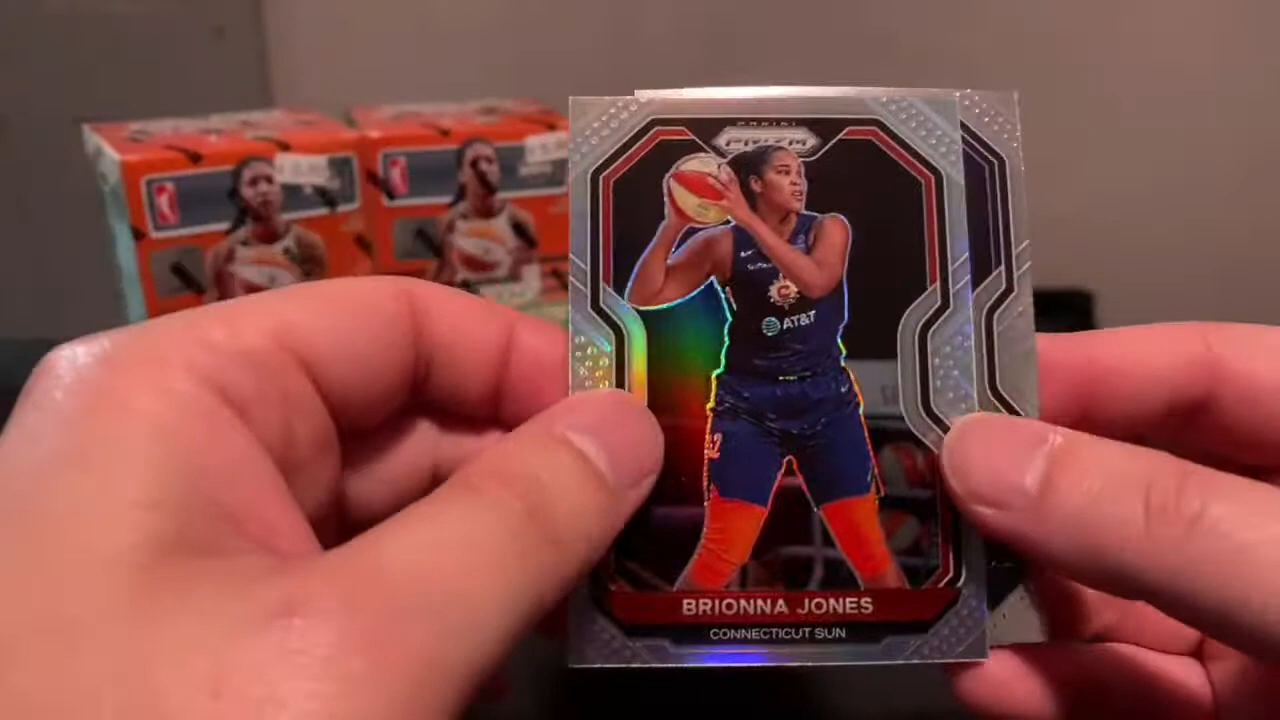 PANINI
PRIZM
AT&T
BRIONNA JONES
CONNECTICUT SUN